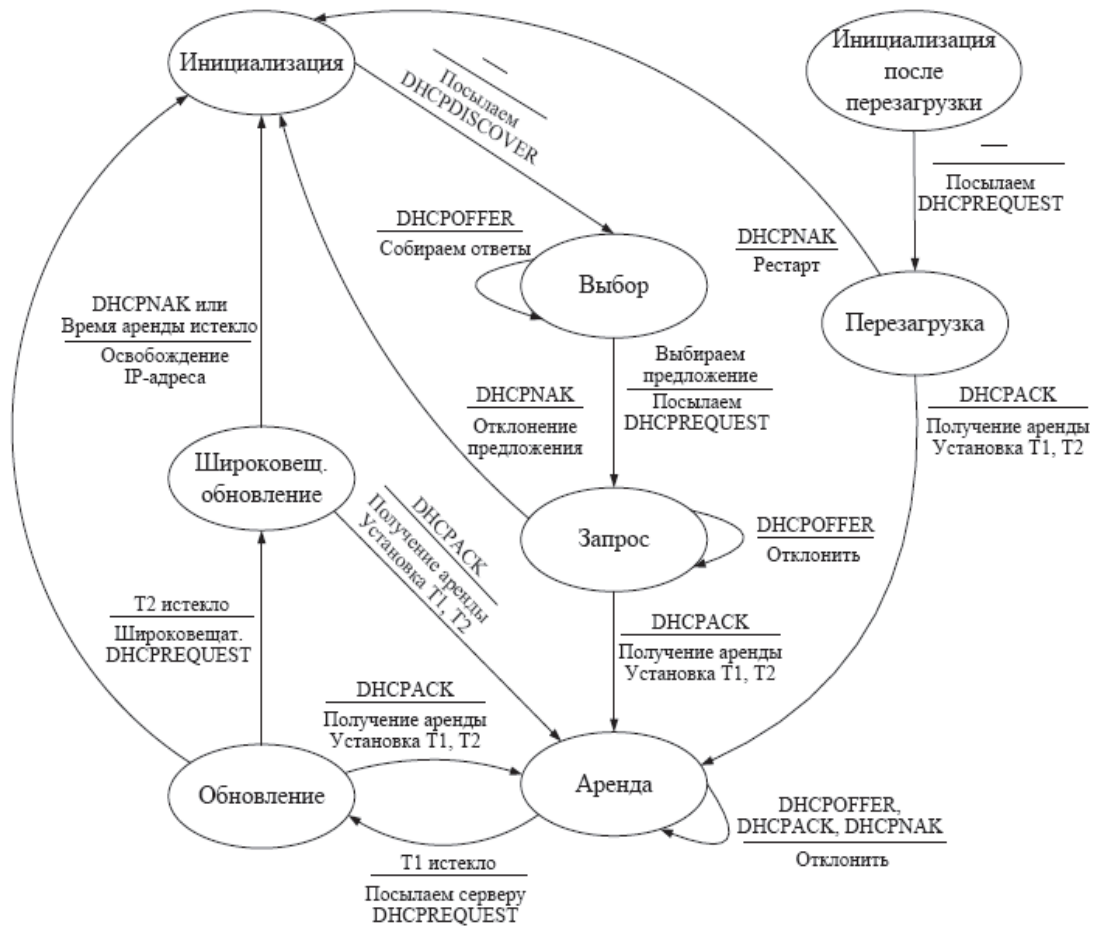 Инициализация
Инициализация
после
перезагрузки
—
Посылаем
DHCPDISCOVER
—
Посылаем
DHCPREQUEST
DHCPOFFER
Собираем ответы
Выбор
DHCPNAK
Рестарт
Перезагрузка
DHCPNAK или
Время аренды истекло
Освобождение
IP-адреса
Выбираем
предложение
Посылаем
DHCPREQUEST
DHCPNAK
Отклонение
предложения
DHCPACK
Получение аренды
Установка T1, T2
Широковещ.
обновление
DHCPACK
Получение аренды
Установка T1, T2
Запрос
DHCPOFFER
Отклонить
T2 истекло
Широковещат.
DHCPREQUEST
DHCPACK
Получение аренды
Установка T1, T2
DHCPACK
Получение аренды
Установка T1, T2
Обновление
Аренда
DHCPOFFER,
DHCPACK, DHCPNAK
Отклонить
T1 истекло
Посылаем серверу
DHCPREQUEST